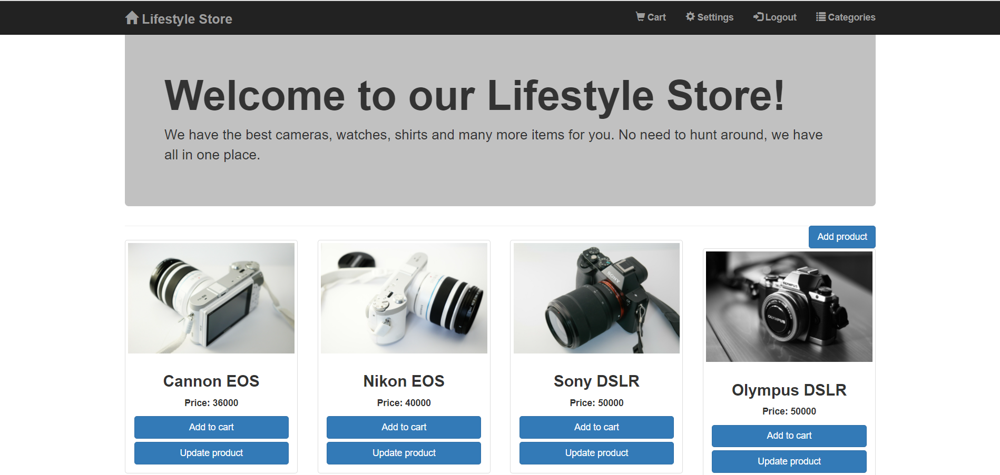 Lifestyle Store
Cart
Settings
Logout
Categories
Welcome to our Lifestyle Store!
We have the best cameras, watches, shirts and many more items for you. No need to hunt around, we have
all in one place.
Add product
SONY
OLYMPUS
OLYMPUS
Cannon EOS
Price: 36000
Add to cart
Update product
Nikon EOS
Price: 40000
Add to cart
Update product
Sony DSLR
Price: 50000
Add to cart
Update product
Olympus DSLR
Price: 50000
Add to cart
Update product